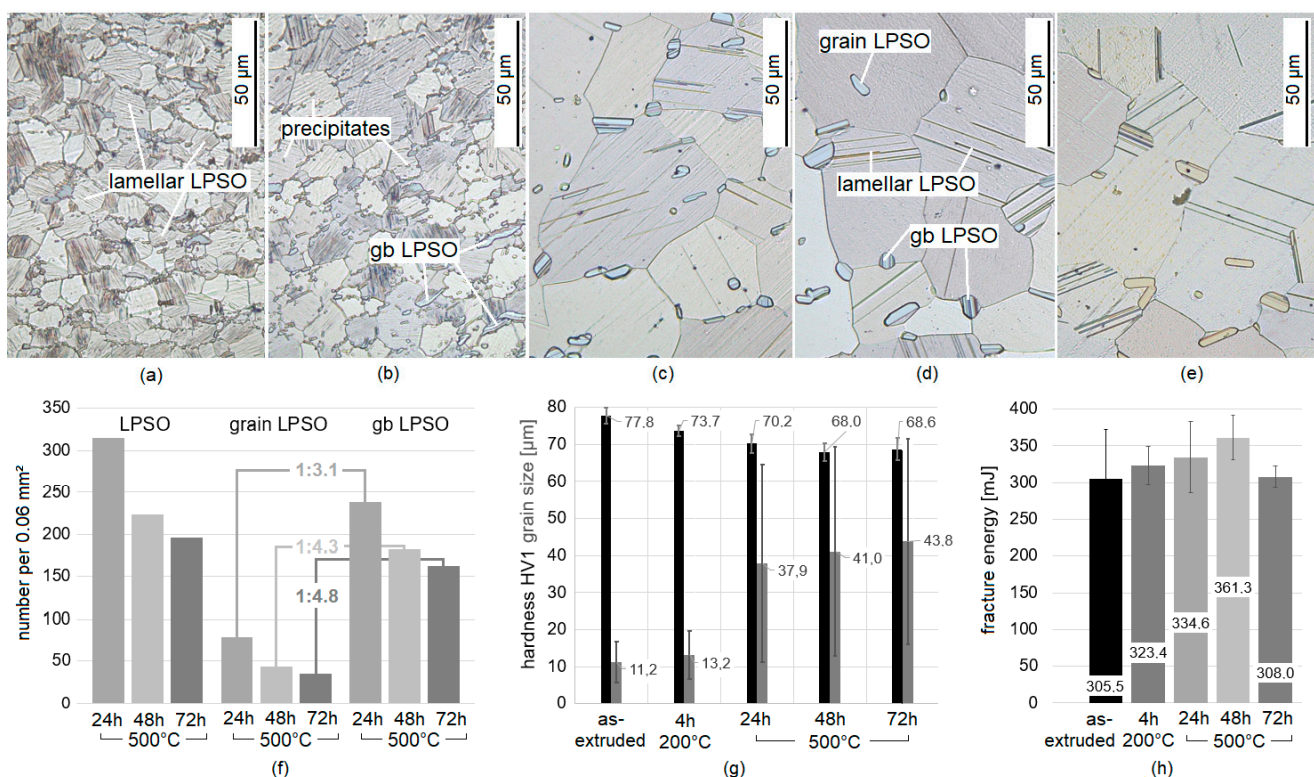 50 µm
50 µm
50 µm
50 µm
50 µm
precipitates
lamellar LPSO
gb LPSO
grain LPSO
lamellar LPSO
gb LPSO
(a)
(b)
(c)
(d)
(e)
number per 0.06 mm²
350
300
250
200
150
100
50
0
LPSO
grain LPSO
gb LPSO
1:3.1
1:4.3
1:4.8
24h 48h 72h
24h 48h 72h
24h 48h 72h
500°C
500°C
500°C
(f)
hardness HV1 grain size [µm]
80
70
60
50
40
30
20
10
0
77.8
73.7
70.2
68.0
68.6
11,2
13,2
37,9
41,0
43,8
as-extruded
4h
24h
48h
72h
200°C
500°C
(g)
fracture energy [mJ]
400
350
300
250
200
150
100
50
0
305.5
323.4
334.6
361.3
308.0
as-
extruded
4h
24h
48h
72h
200°C
500°C
(h)